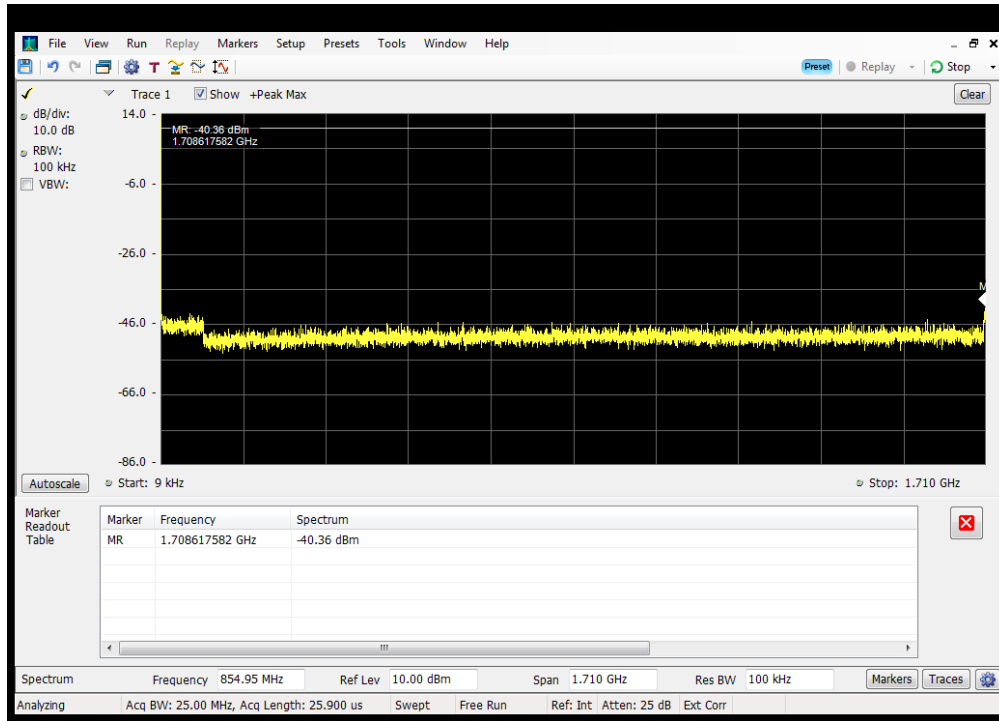 File View Run Replay Markers Setup Presets Tools Window Help
T Preset Replay Stop
Trace 1 Show +Peak Max Clear
dB/div:
10.0 dB
RBW:
100 kHz
VBW:
14.0
MR: -40.36 dBm
1.708617582 GHz
-6.0
-26.0
M
-46.0
-66.0
-86.0
Autoscale Start: 9 kHz Stop: 1.710 GHz
Marker
Readout
Table
Marker Frequency Spectrum
MR 1.708617582 GHz -40.36 dBm
Spectrum Frequency 854.95 MHz Ref Lev 10.00 dBm Span 1.710 GHz Res BW 100 kHz Markers Traces
Analyzing Acq BW: 25.00 MHz, Acq Length: 25.900 us Swept Free Run Ref: Int Atten: 25 dB Ext Corr